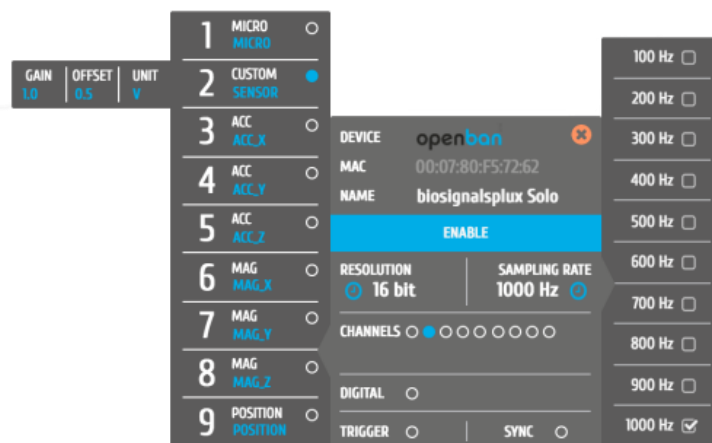 GAIN OFFSET UNIT
1.0 0.5 V
1 MICRO
MICRO
2 CUSTOM
SENSOR
3 ACC
ACC_X
4 ACC
ACC_Y
5 ACC
ACC_Z
6 MAG
MAG_X
7 MAG
MAG_Y
8 MAG
MAG_Z
9 POSITION
POSITION
DEVICE openban
MAC 00:07:80:F5:72:62
NAME biosignalsplux Solo
ENABLE
RESOLUTION SAMPLING RATE
16 bit 1000 Hz
CHANNELS
DIGITAL
TRIGGER SYNC
100 Hz
200 Hz
300 Hz
400 Hz
500 Hz
600 Hz
700 Hz
800 Hz
900 Hz
1000 Hz